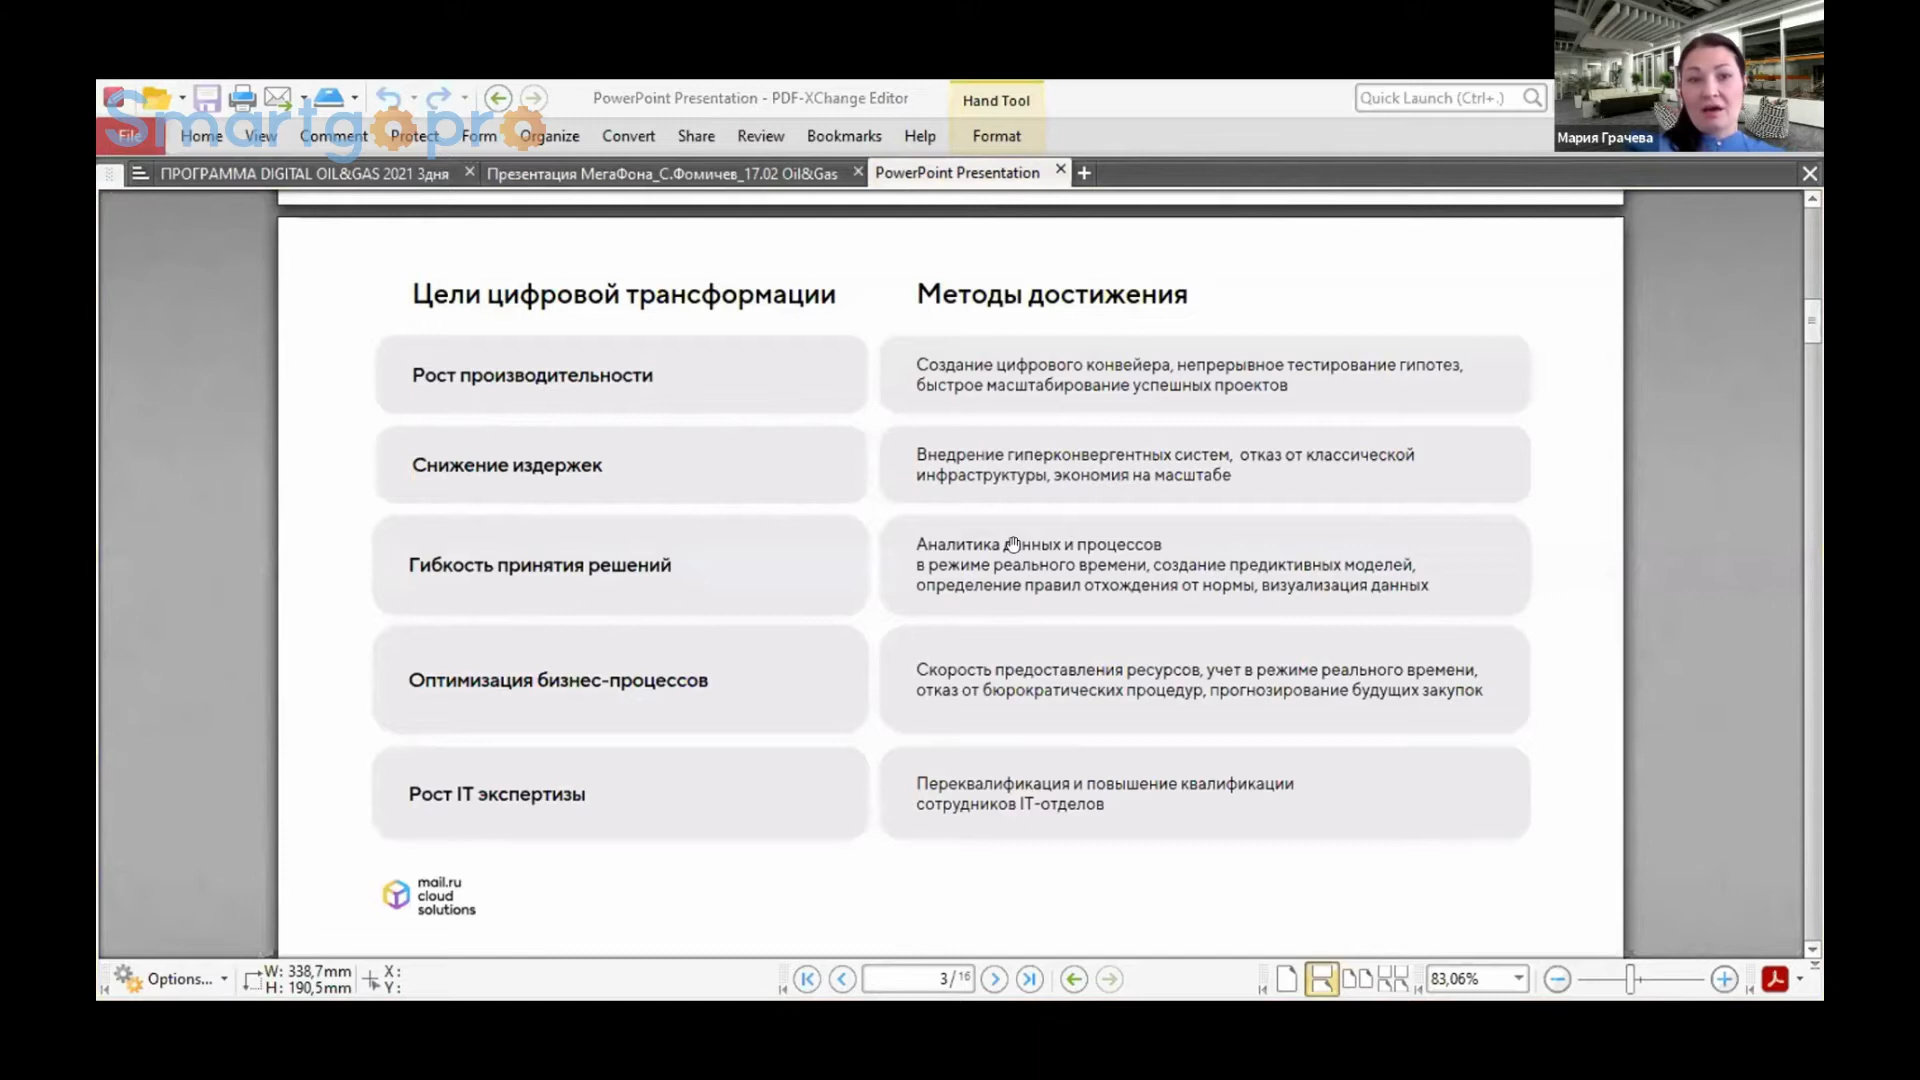 Smartgopro
PowerPoint Presentation - PDF-XChange Editor
Hand Tool
Quick Launch (Ctrl+.)
Мария Грачева
File Home View Comment Protect Form Organize Convert Share Review Bookmarks Help Format
ПРОГРАММА DIGITAL OIL&GAS 2021 3дня
Презентация МегаФона_С.Фомичев_17.02 Oil&Gas
PowerPoint Presentation
Цели цифровой трансформации
Методы достижения
Рост производительности
Создание цифрового конвейера, непрерывное тестирование гипотез,
быстрое масштабирование успешных проектов
Снижение издержек
Внедрение гиперконвергентных систем, отказ от классической
инфраструктуры, экономия на масштабе
Гибкость принятия решений
Аналитика данных и процессов
в режиме реального времени, создание предиктивных моделей,
определение правил отхождения от нормы, визуализация данных
Оптимизация бизнес-процессов
Скорость предоставления ресурсов, учет в режиме реального времени,
отказ от бюрократических процедур, прогнозирование будущих закупок
Рост IT экспертизы
Переквалификация и повышение квалификации
сотрудников IT-отделов
mail.ru
cloud
solutions
Options...
W: 338,7mm
H: 190,5mm
X:
Y:
3 / 16
83,06%